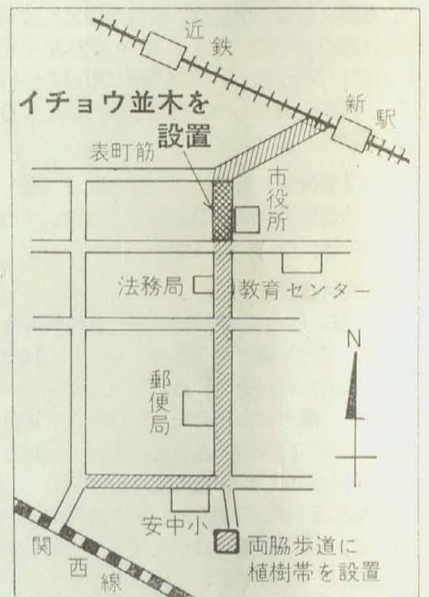 近鉄
新駅
イチョウ並木を
設置
表町筋
市役所
法務局
教育センター
N
郵便局
安中小
関西線
両脇歩道に
植樹帯を設置